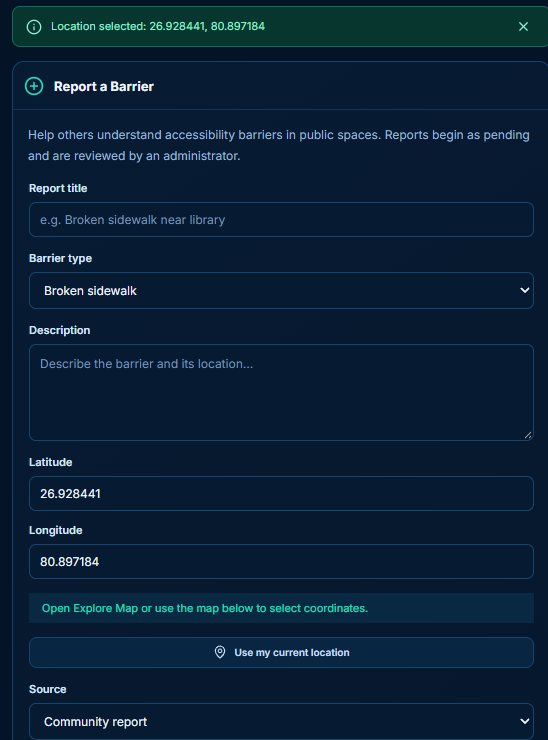 Location selected: 26.928441, 80.897184
Report a Barrier
Help others understand accessibility barriers in public spaces. Reports begin as pending
and are reviewed by an administrator.
Report title
e.g. Broken sidewalk near library
Barrier type
Broken sidewalk
Description
Describe the barrier and its location...
Latitude
26.928441
Longitude
80.897184
Open Explore Map or use the map below to select coordinates.
Use my current location
Source
Community report